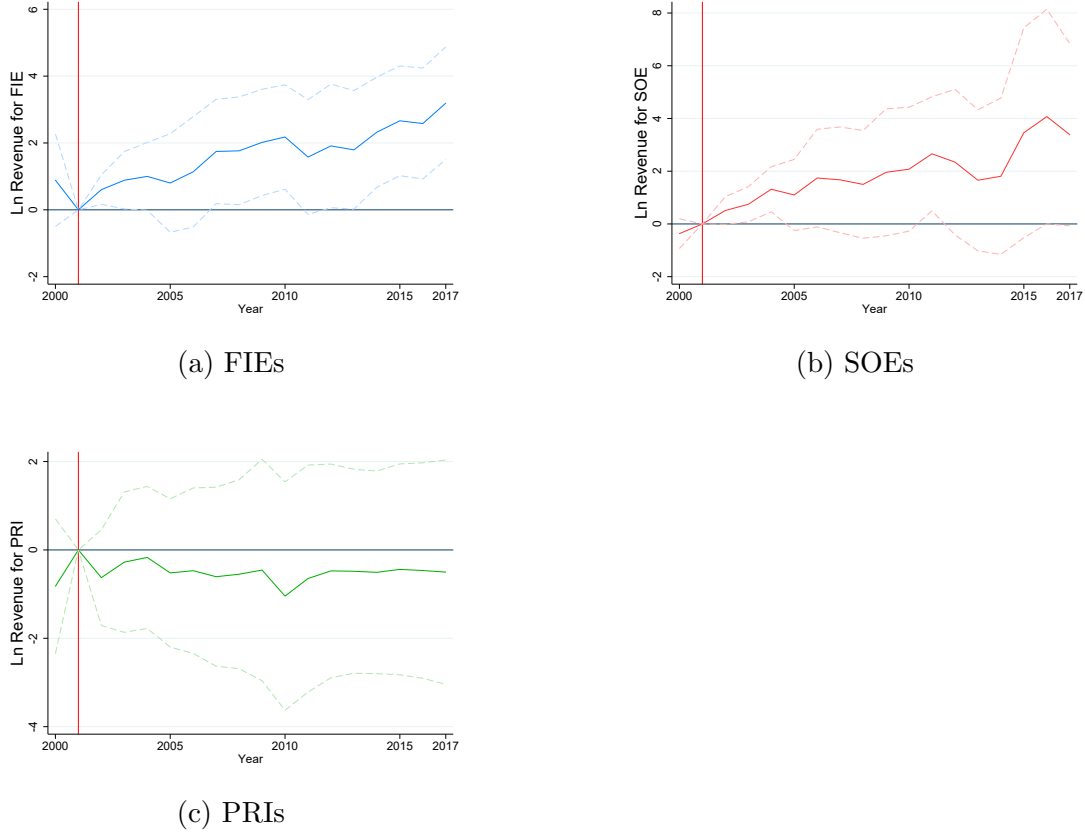 Ln Revenue for FIE
6
4
2
0
-2
2000 2005 2010 2015 2017
Year
(a) FIEs
Ln Revenue for SOE
8
6
4
2
0
-2
2000 2005 2010 2015 2017
Year
(b) SOEs
Ln Revenue for PRI
2
0
-2
-4
2000 2005 2010 2015 2017
Year
(c) PRIs